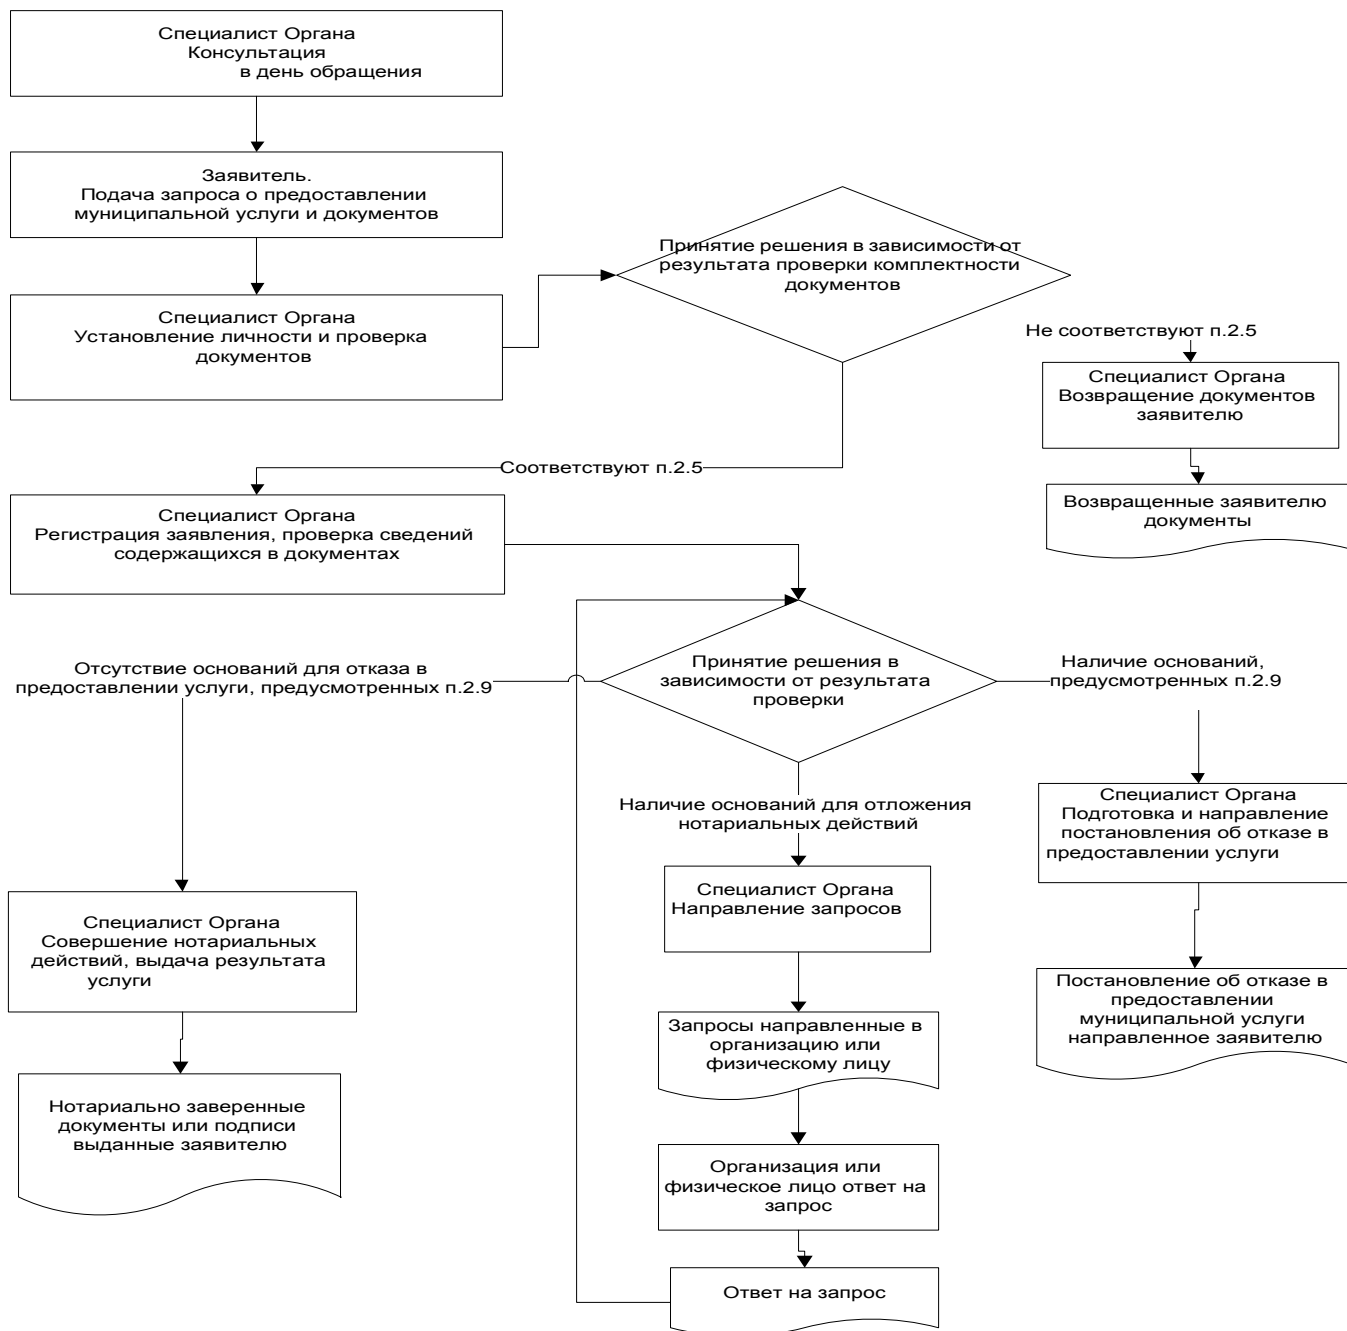 Специалист Органа
Консультация
в день обращения
Заявитель.
Подача запроса о предоставлении
муниципальной услуги и документов
Специалист Органа
Установление личности и проверка
документов
Принятие решения в зависимости от
результата проверки комплектности
документов
Не соответствуют п.2.5
Специалист Органа
Возвращение документов
заявителю
Возвращенные заявителю
документы
Соответствуют п.2.5
Специалист Органа
Регистрация заявления, проверка сведений
содержащихся в документах
Принятие решения в
зависимости от результата
проверки
Отсутствие оснований для отказа в
предоставлении услуги, предусмотренных п.2.9
Наличие оснований,
предусмотренных п.2.9
Наличие оснований для отложения
нотариальных действий
Специалист Органа
Подготовка и направление
постановления об отказе в
предоставлении услуги
Специалист Органа
Направление запросов
Специалист Органа
Совершение нотариальных
действий, выдача результата
услуги
Постановление об отказе в
предоставлении
муниципальной услуги
направленное заявителю
Запросы направленные в
организацию или
физическому лицу
Нотариально заверенные
документы или подписи
выданные заявителю
Организация или
физическое лицо ответ на
запрос
Ответ на запрос